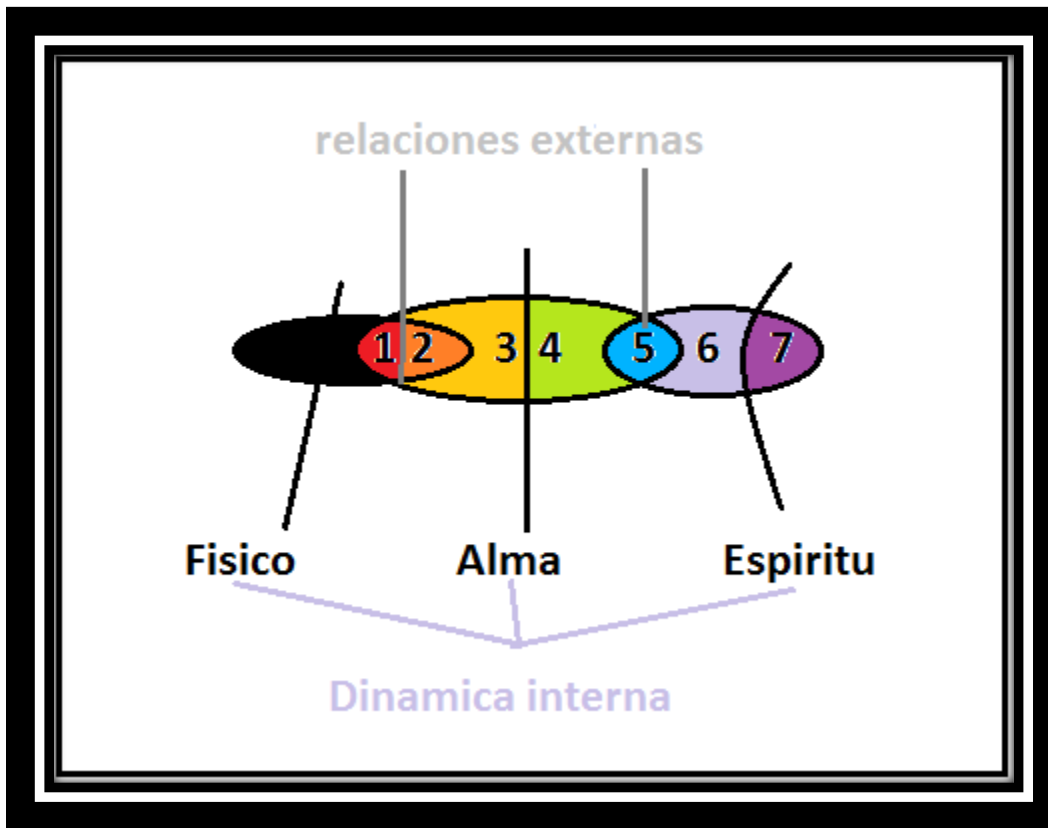 relaciones externas
1 2 3 4 5 6 7
Fisico Alma Espiritu
Dinamica interna